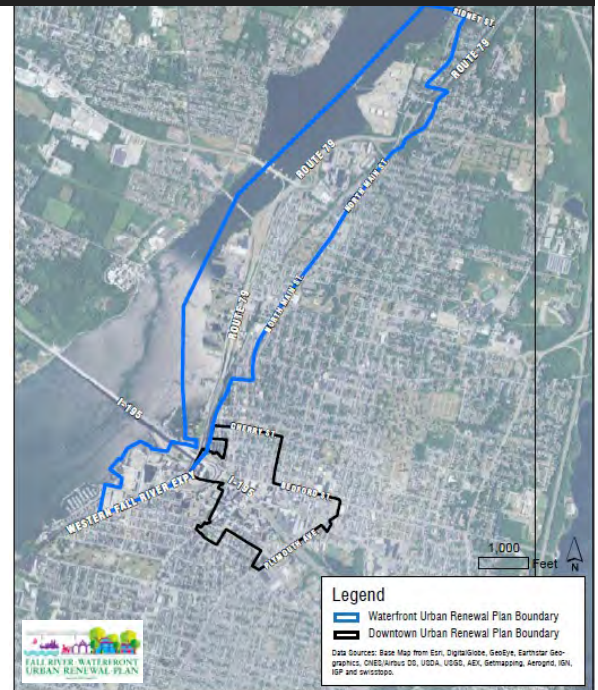 SIDNEY ST.
ROUTE-79
ROUTE-79
NORTH MAIN ST.
NORTH MAIN ST.
ROUTE-79
I-195
CHERRY ST.
I-195
BEDFORD ST.
WESTERN FALL RIVER EXPY
PLYMOUTH AVE.
1,000
Feet
N
Legend
Waterfront Urban Renewal Plan Boundary
Downtown Urban Renewal Plan Boundary
Data Sources: Base Map from Esri, DigitalGlobe, GeoEye, Earthstar Geo-
graphics, CNES/Airbus DS, USDA, USGS, AEX, Getmapping, Aerogrid, IGN,
IGP and swisstopo.
FALL RIVER WATERFRONT
URBAN RENEWAL PLAN